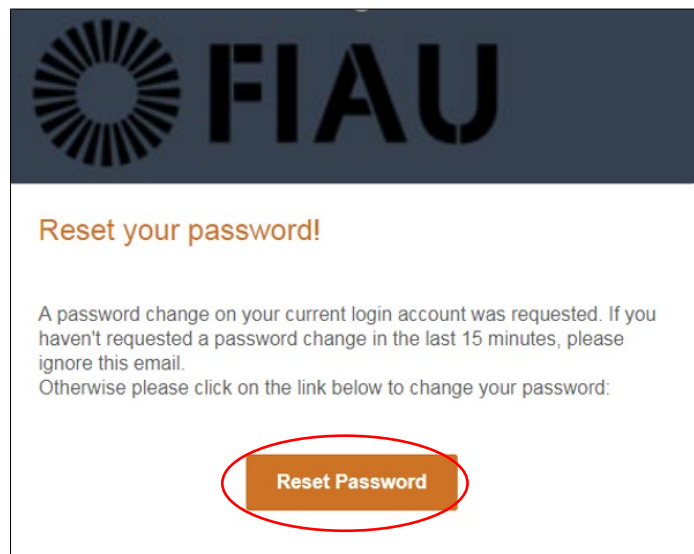 FIAU
Reset your password!
A password change on your current login account was requested. If you
haven't requested a password change in the last 15 minutes, please
ignore this email.
Otherwise please click on the link below to change your password:
Reset Password